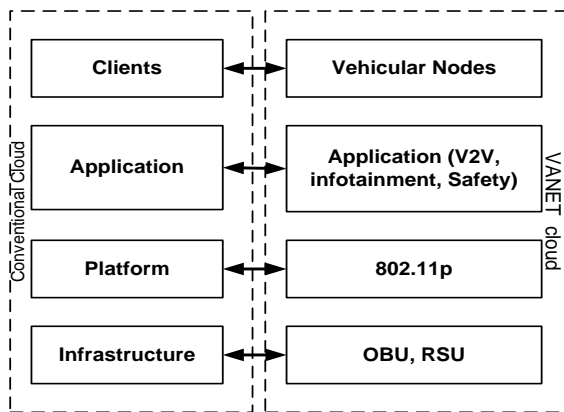 Clients
Vehicular Nodes
Conventional Cloud
Application
Application (V2V,
infotainment, Safety)
VANET cloud
Platform
802.11p
Infrastructure
OBU, RSU